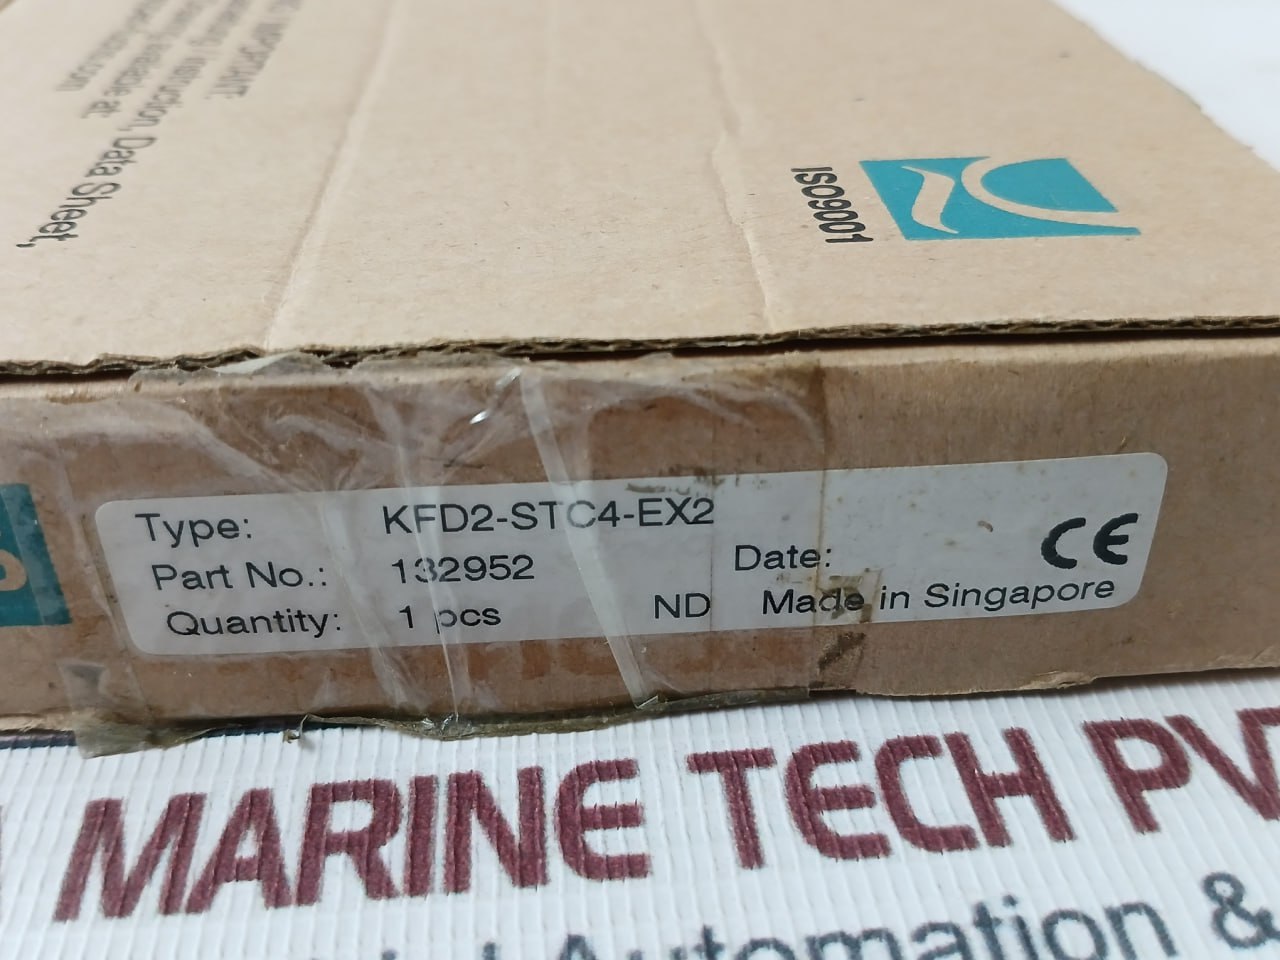 IMPORTANT:
Instruction, Data Sheet,
available at:
ISO9001
Type: KFD2-STC4-EX2
Part No.: 132952
Date:
CE
Quantity: 1 pcs ND Made in Singapore
MARINE TECH PV
Automation &